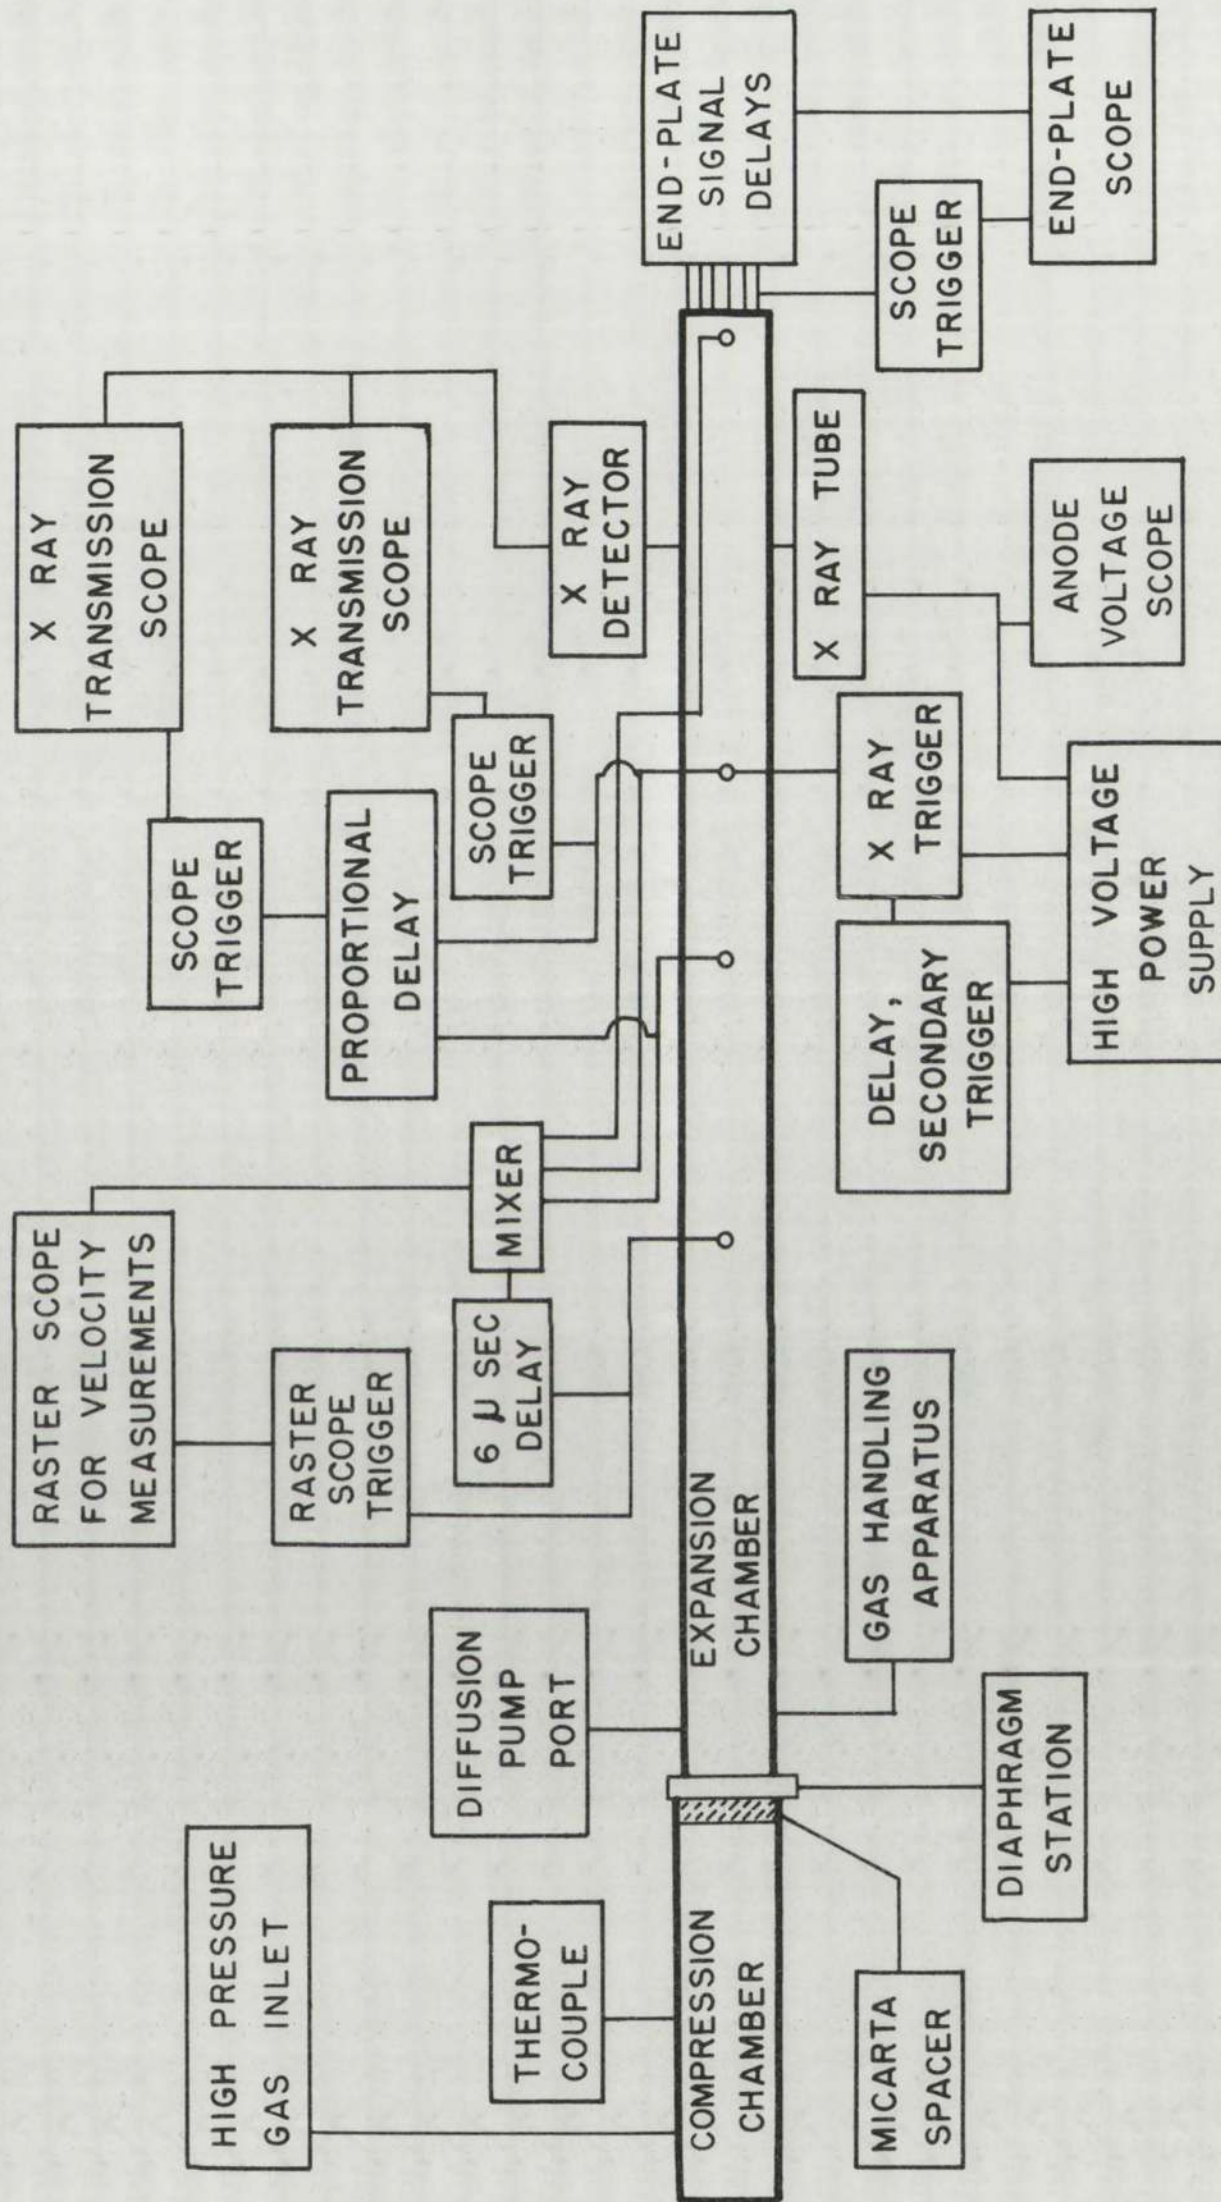 HIGH PRESSURE
GAS INLET
THERMO-
COUPLE
DIFFUSION
PUMP
PORT
RASTER SCOPE
FOR VELOCITY
MEASUREMENTS
RASTER
SCOPE
TRIGGER
6 µ SEC
DELAY
MIXER
SCOPE
TRIGGER
PROPORTIONAL
DELAY
X RAY
TRANSMISSION
SCOPE
X RAY
TRANSMISSION
SCOPE
SCOPE
TRIGGER
X RAY
DETECTOR
END-PLATE
SIGNAL
DELAYS
COMPRESSION
CHAMBER
EXPANSION
CHAMBER
MICARTA
SPACER
DIAPHRAGM
STATION
GAS HANDLING
APPARATUS
DELAY,
SECONDARY
TRIGGER
X RAY
TRIGGER
HIGH VOLTAGE
POWER
SUPPLY
X RAY TUBE
ANODE
VOLTAGE
SCOPE
SCOPE
TRIGGER
END-PLATE
SCOPE